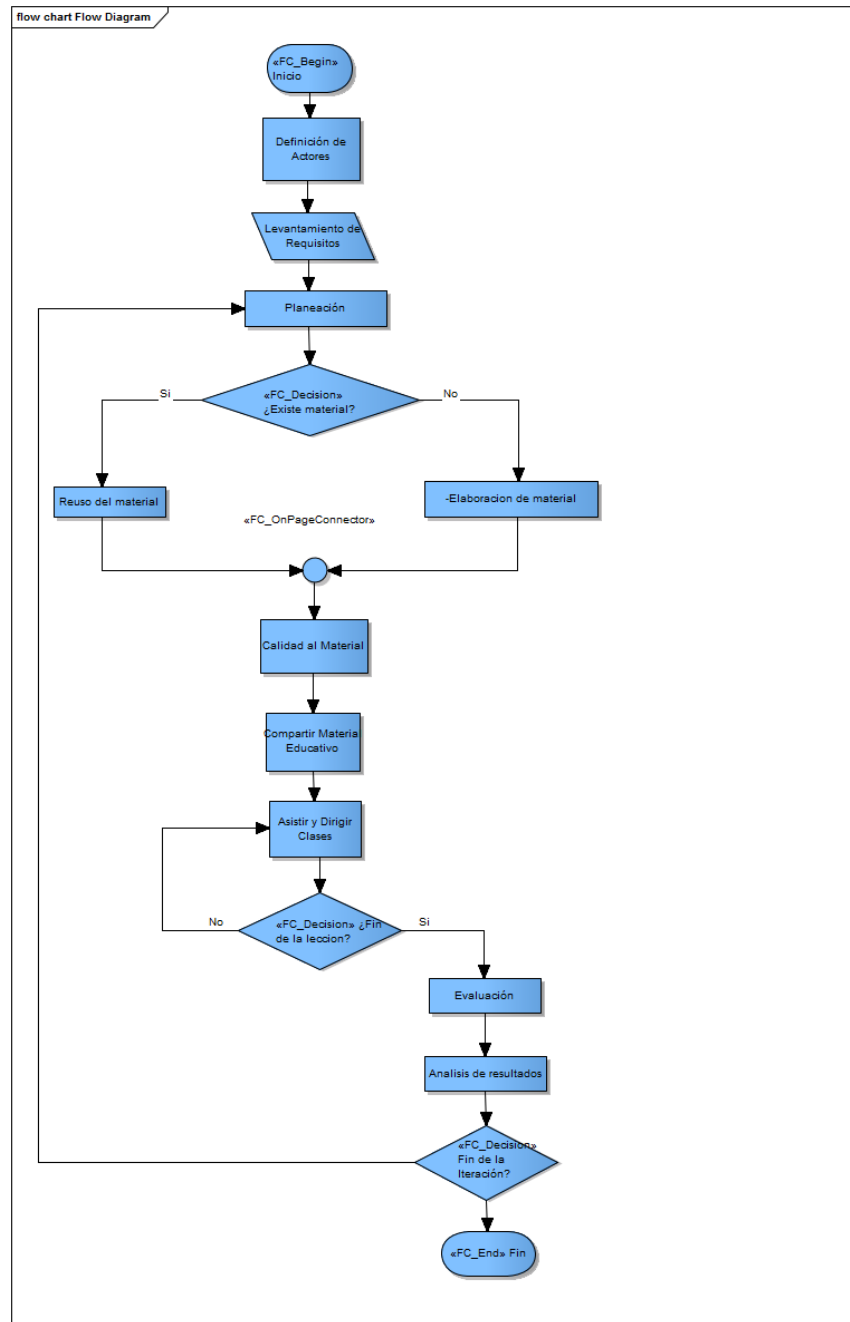 flow chart Flow Diagram
«FC_Begin»
Inicio
Definición de
Actores
Levantamiento de
Requisitos
Planeación
Si
«FC_Decision»
¿Existe material?
No
Reuso del material
-Elaboracion de material
«FC_OnPageConnector»
Calidad al Material
Compartir Material
Educativo
Asistir y Dirigir
Clases
No
«FC_Decision» ¿Fin
de la leccion?
Si
Evaluación
Analisis de resultados
«FC_Decision»
Fin de la
Iteración?
«FC_End» Fin